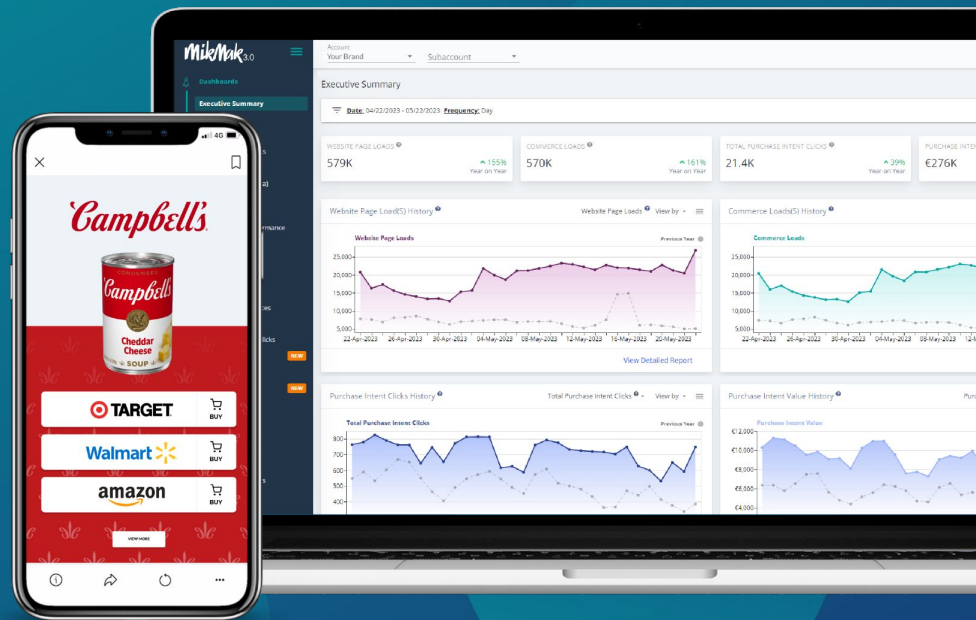 MikMak 3.0
Account
Your Brand
Subaccount
Dashboards
Executive Summary
Executive Summary
Date: 04/22/2023 - 05/22/2023 Frequency: Day
WEBSITE PAGE LOADS
579K
155%
Year on Year
COMMERCE LOADS
570K
161%
Year on Year
TOTAL PURCHASE INTENT CLICKS
21.4K
39%
Year on Year
PURCHASE INTEN
€276K
Website Page Load(S) History
Website Page Loads View by
Website Page Loads
Previous Year
25,000
20,000
15,000
10,000
5,000
22-Apr-2023 26-Apr-2023 30-Apr-2023 04-May-2023 08-May-2023 12-May-2023 16-May-2023 20-May-2023
View Detailed Report
Commerce Loads(S) History
Commerce Loads
25,000
20,000
15,000
10,000
5,000
22-Apr-2023 26-Apr-2023 30-Apr-2023 04-May-2023 08-May-2023 12-M
Purchase Intent Clicks History
Total Purchase Intent Clicks View by
Total Purchase Intent Clicks
Previous Year
800
700
600
500
400
Purchase Intent Value History
Purc
Purchase Intent Value
€12,000
€10,000
€8,000
€6,000
€4,000
rmance
licks
NEW
NEW
4G
Campbell's
CONDENSED
Campbell's
Cheddar
Cheese
SOUP
TARGET
BUY
Walmart
BUY
amazon
BUY
VIEW MORE